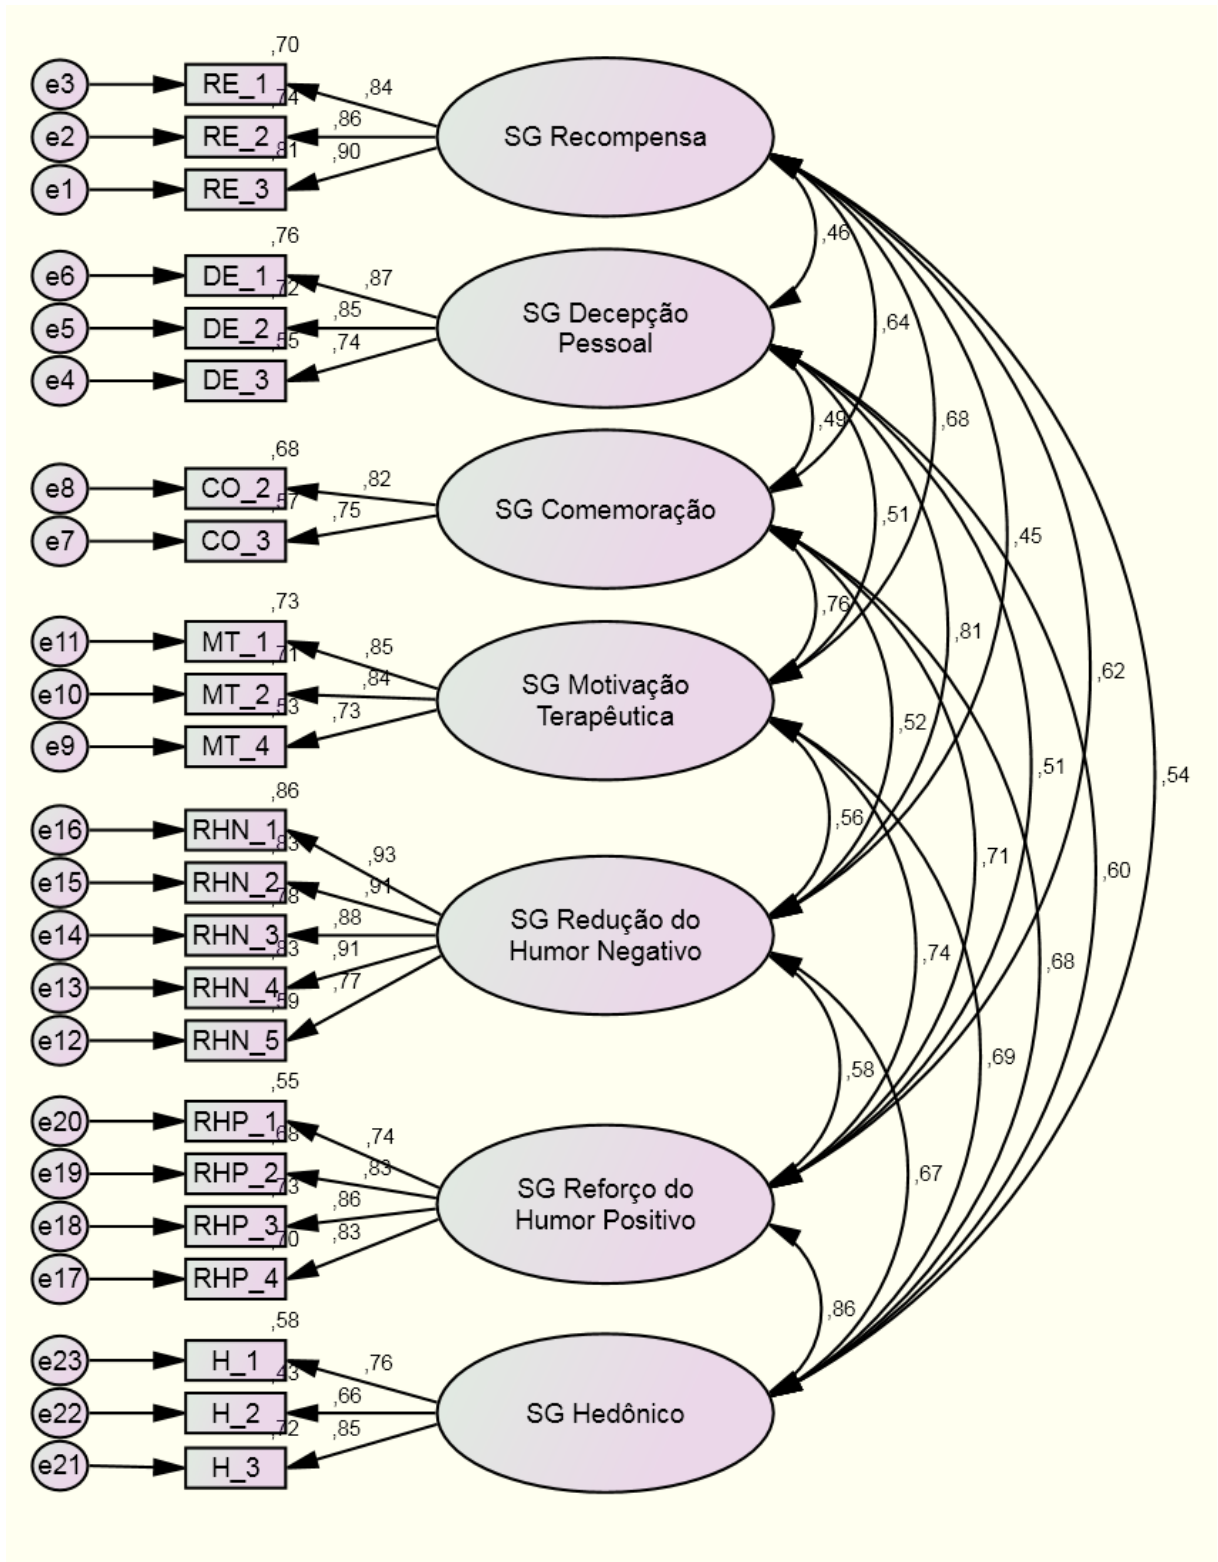 ,70
e3 RE_1 ,84
,74
e2 RE_2 ,86 SG Recompensa
,81
e1 RE_3 ,90
,46
,76
e6 DE_1 ,87
,72
e5 DE_2 ,85 SG Decepção
Pessoal
,64
,55
e4 DE_3 ,74
,49
,68
,68
e8 CO_2 ,82
,57
e7 CO_3 ,75 SG Comemoração
,51
,45
,73
e11 MT_1 ,85
,76
,81
,71
e10 MT_2 ,84 SG Motivação
Terapêutica
,62
,53
e9 MT_4 ,73
,52
,51
,54
,86
e16 RHN_1 ,93
,56
,83
e15 RHN_2 ,91
,71
,60
,78
e14 RHN_3 ,88 SG Redução do
Humor Negativo
,74
,68
,83
e13 RHN_4 ,91
,59
e12 RHN_5 ,77
,58
,69
,55
e20 RHP_1 ,74
,68
e19 RHP_2 ,83
,67
,73
e18 RHP_3 ,86 SG Reforço do
Humor Positivo
,70
e17 RHP_4 ,83
,86
,58
e23 H_1 ,76
,43
e22 H_2 ,66 SG Hedônico
,72
e21 H_3 ,85